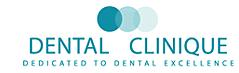 DENTAL CLINIQUE
DEDICATED TO DENTAL EXCELLENCE